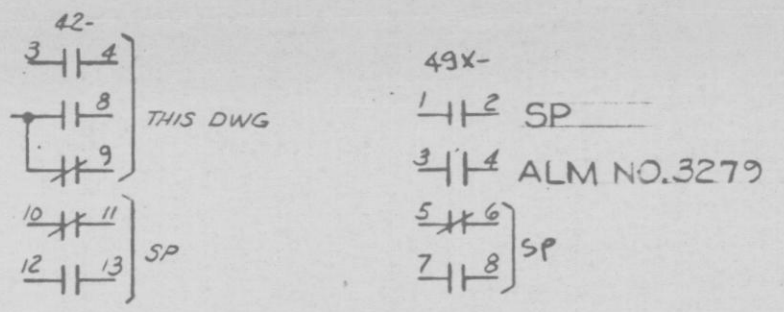 42-
3 4
8
THIS DWG
9
10 11
SP
12 13
49X-
1 2 SP
3 4 ALM NO.3279
5 6
SP
7 8